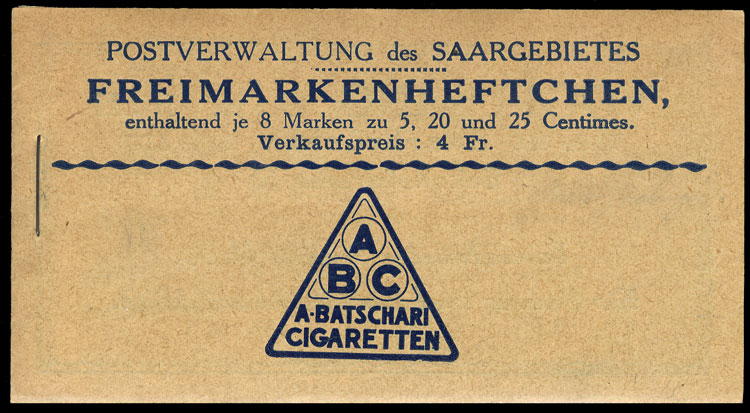 POSTVERWALTUNG des SAARGEBIETES
FREIMARKENHEFTCHEN,
enthaltend je 8 Marken zu 5, 20 und 25 Centimes.
Verkaufspreis : 4 Fr.
A
B C
A·BATSCHARI
CIGARETTEN